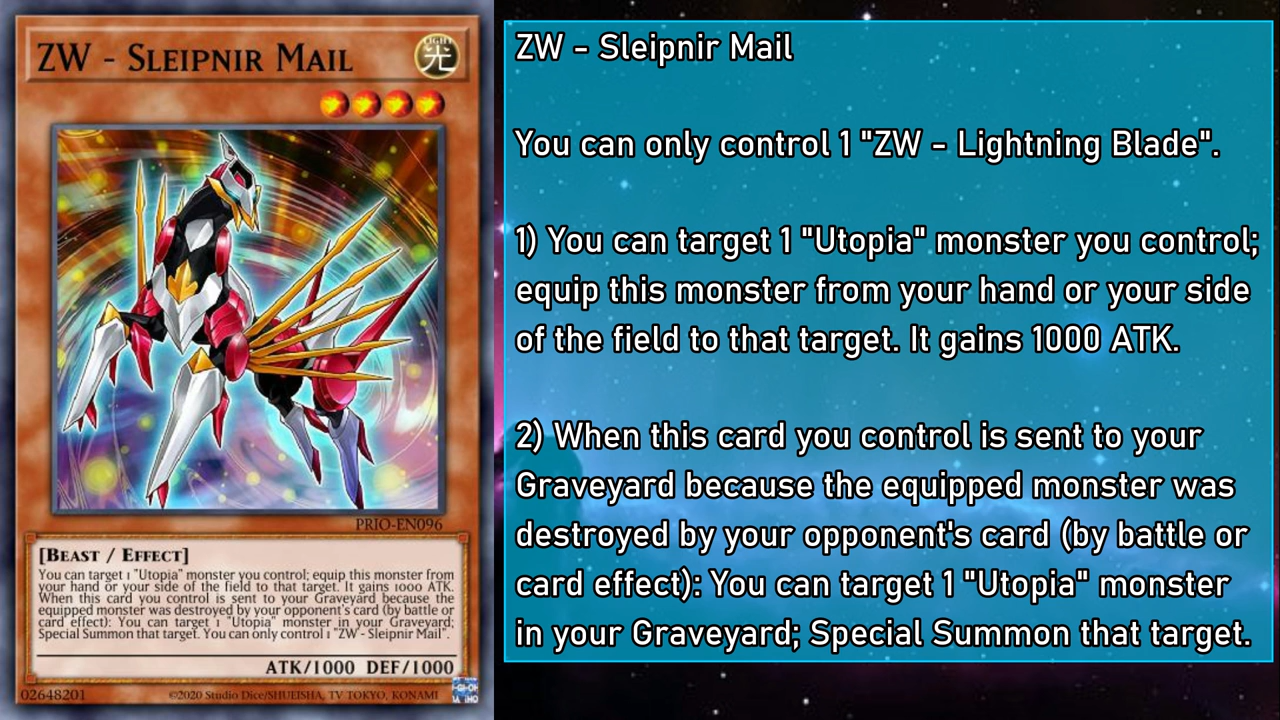 ZW - Sleipnir Mail
LIGHT
光
PRIO-EN096
[Beast / Effect]
You can target 1 "Utopia" monster you control; equip this monster from
your hand or your side of the field to that target. It gains 1000 ATK.
When this card you control is sent to your Graveyard because the
equipped monster was destroyed by your opponent's card (by battle or
card effect): You can target 1 "Utopia" monster in your Graveyard;
Special Summon that target. You can only control 1 "ZW - Sleipnir Mail".
ATK/1000 DEF/1000
02648201
©2020 Studio Dice/SHUEISHA, TV TOKYO, KONAMI
ZW - Sleipnir Mail
You can only control 1 "ZW - Lightning Blade".
1) You can target 1 "Utopia" monster you control;
equip this monster from your hand or your side
of the field to that target. It gains 1000 ATK.
2) When this card you control is sent to your
Graveyard because the equipped monster was
destroyed by your opponent's card (by battle or
card effect): You can target 1 "Utopia" monster
in your Graveyard; Special Summon that target.